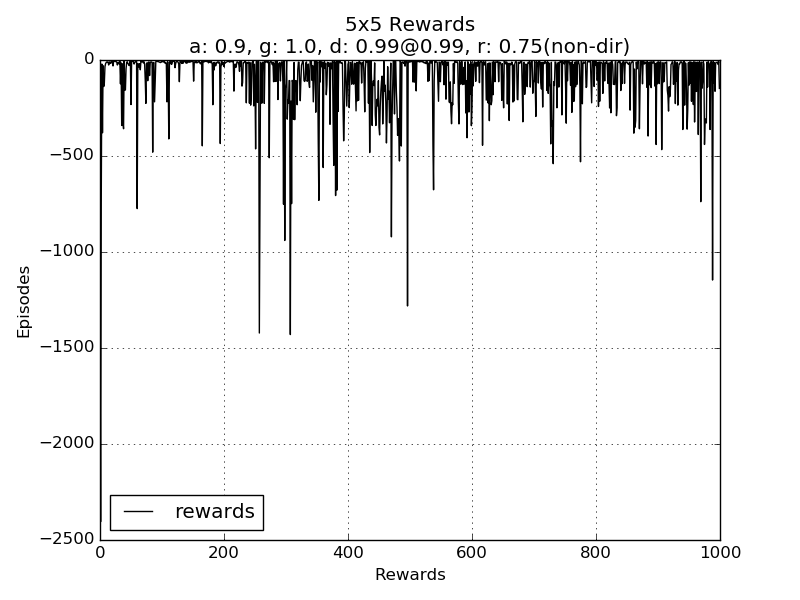 5x5 Rewards
a: 0.9, g: 1.0, d: 0.99@0.99, r: 0.75(non-dir)
0
−500
−1000
−1500
−2000
−2500
Episodes
rewards
0 200 400 600 800 1000
Rewards